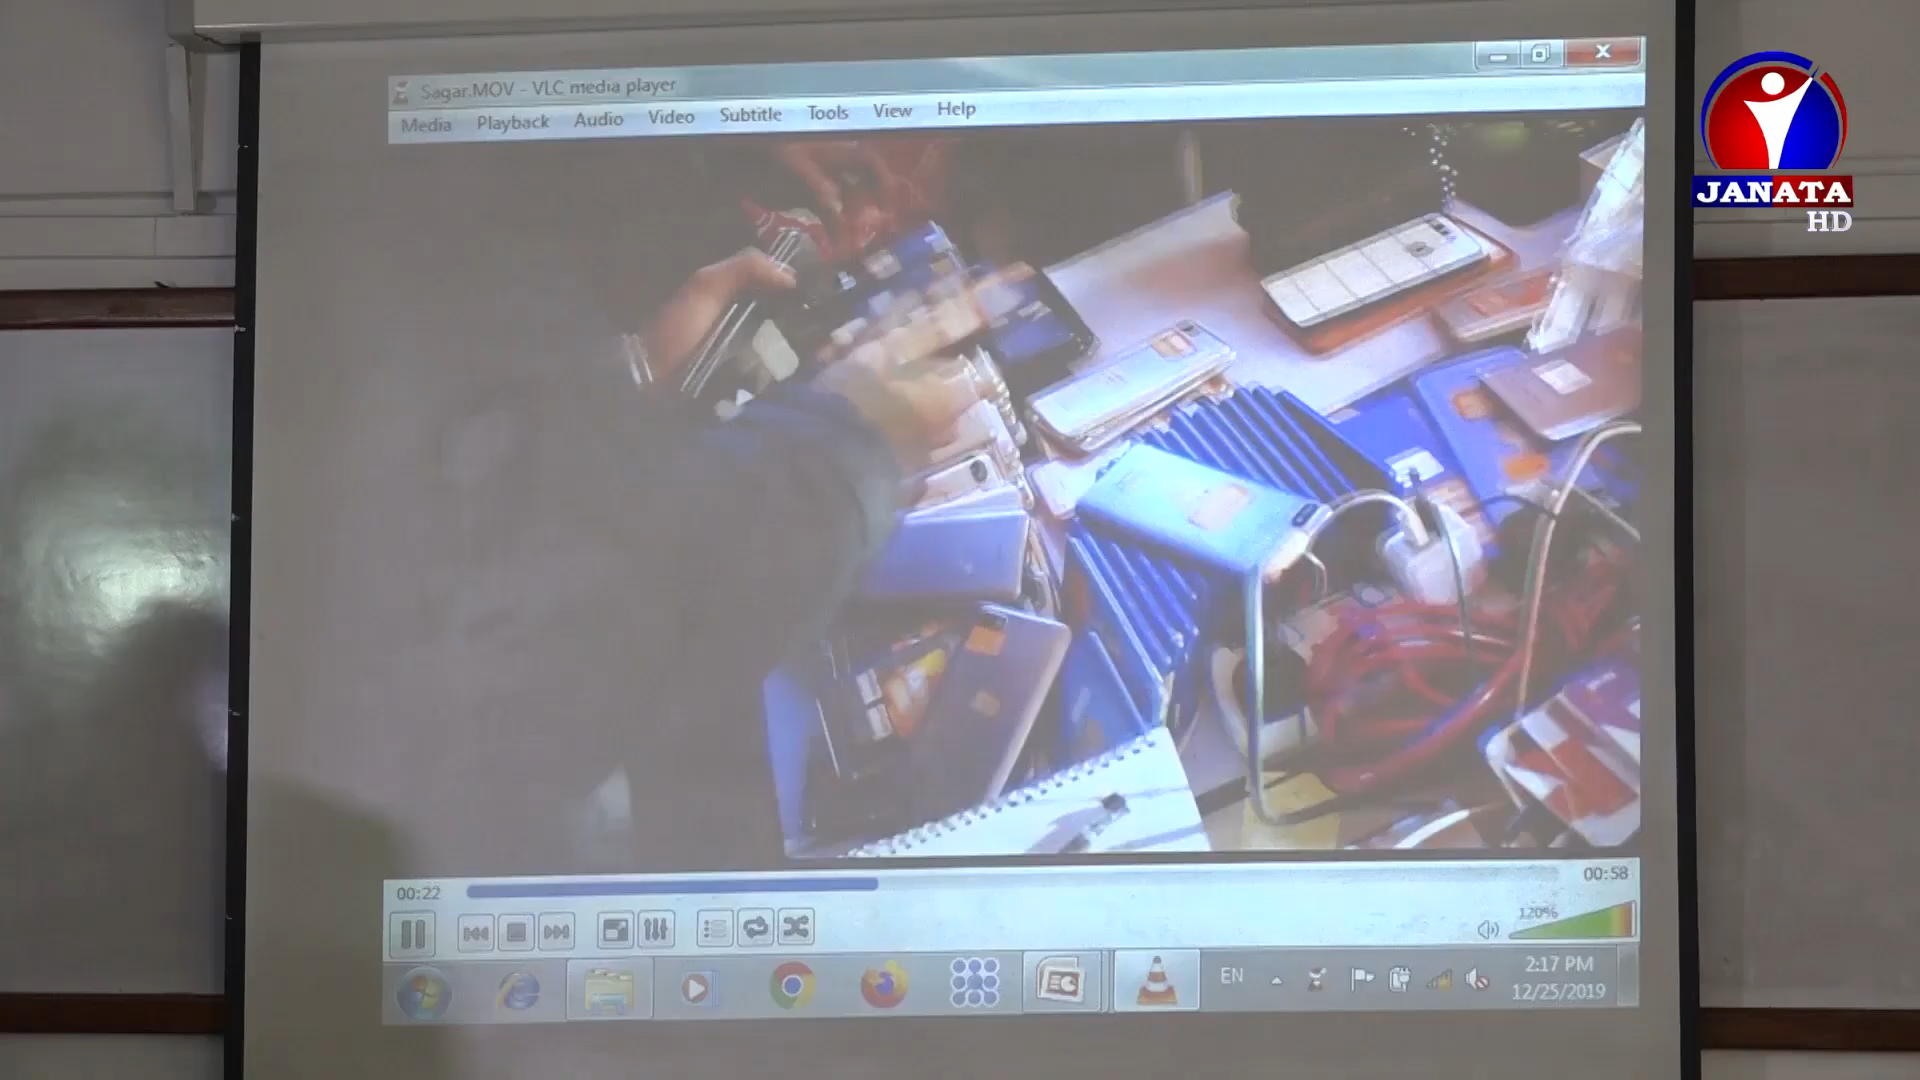 Sagar.MOV - VLC media player
Media Playback Audio Video Subtitle Tools View Help
JANATA
HD
00:22
00:58
120%
EN
2:17 PM
12/25/2019